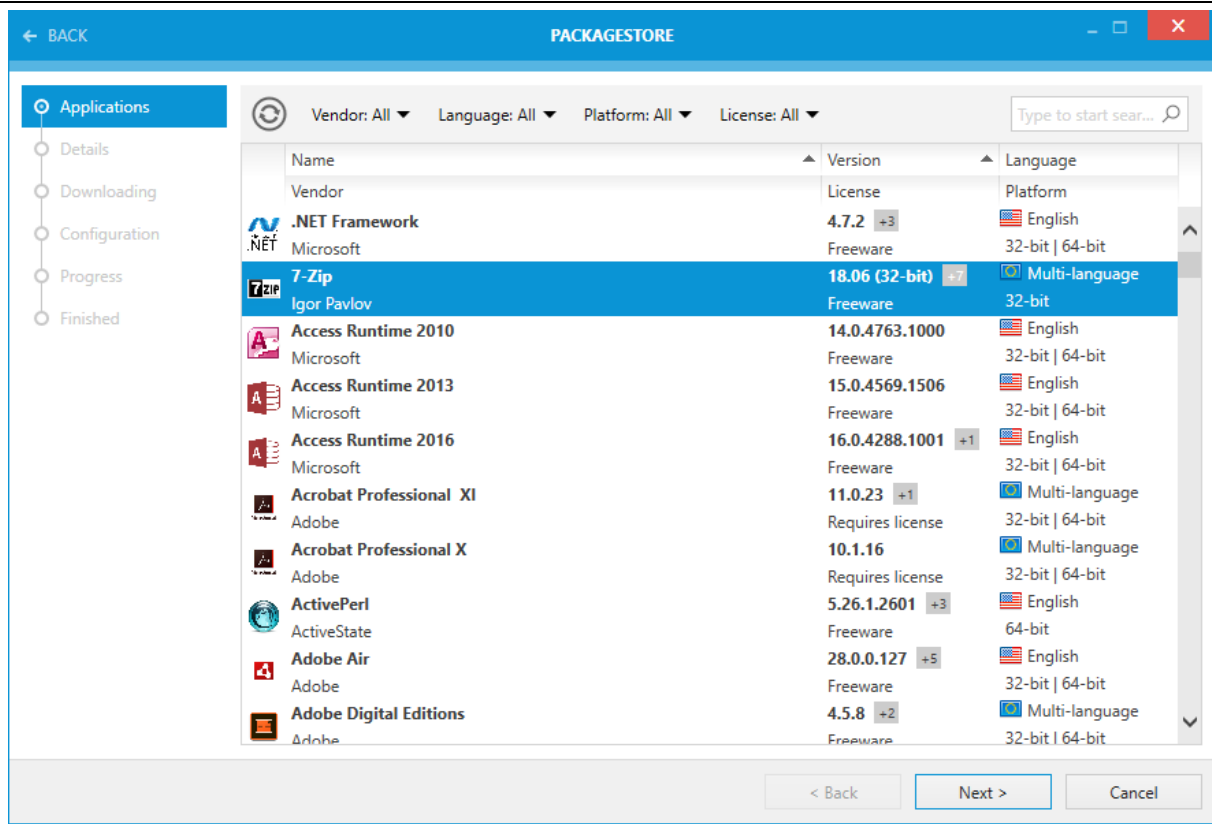 ← BACK PACKAGESTORE
Applications
Details
Downloading
Configuration
Progress
Finished
Vendor: All Language: All Platform: All License: All Type to start sear...
Name Version Language
Vendor License Platform
.NET Framework 4.7.2 +3 English
.NET Microsoft Freeware 32-bit | 64-bit
7-Zip 18.06 (32-bit) +7 Multi-language
7ZIP Igor Pavlov Freeware 32-bit
Access Runtime 2010 14.0.4763.1000 English
Microsoft Freeware 32-bit | 64-bit
Access Runtime 2013 15.0.4569.1506 English
Microsoft Freeware 32-bit | 64-bit
Access Runtime 2016 16.0.4288.1001 +1 English
Microsoft Freeware 32-bit | 64-bit
Acrobat Professional XI 11.0.23 +1 Multi-language
Adobe Requires license 32-bit | 64-bit
Acrobat Professional X 10.1.16 Multi-language
Adobe Requires license 32-bit | 64-bit
ActivePerl 5.26.1.2601 +3 English
ActiveState Freeware 64-bit
Adobe Air 28.0.0.127 +5 English
Adobe Freeware 32-bit | 64-bit
Adobe Digital Editions 4.5.8 +2 Multi-language
Adobe Freeware 32-bit | 64-bit
< Back Next > Cancel